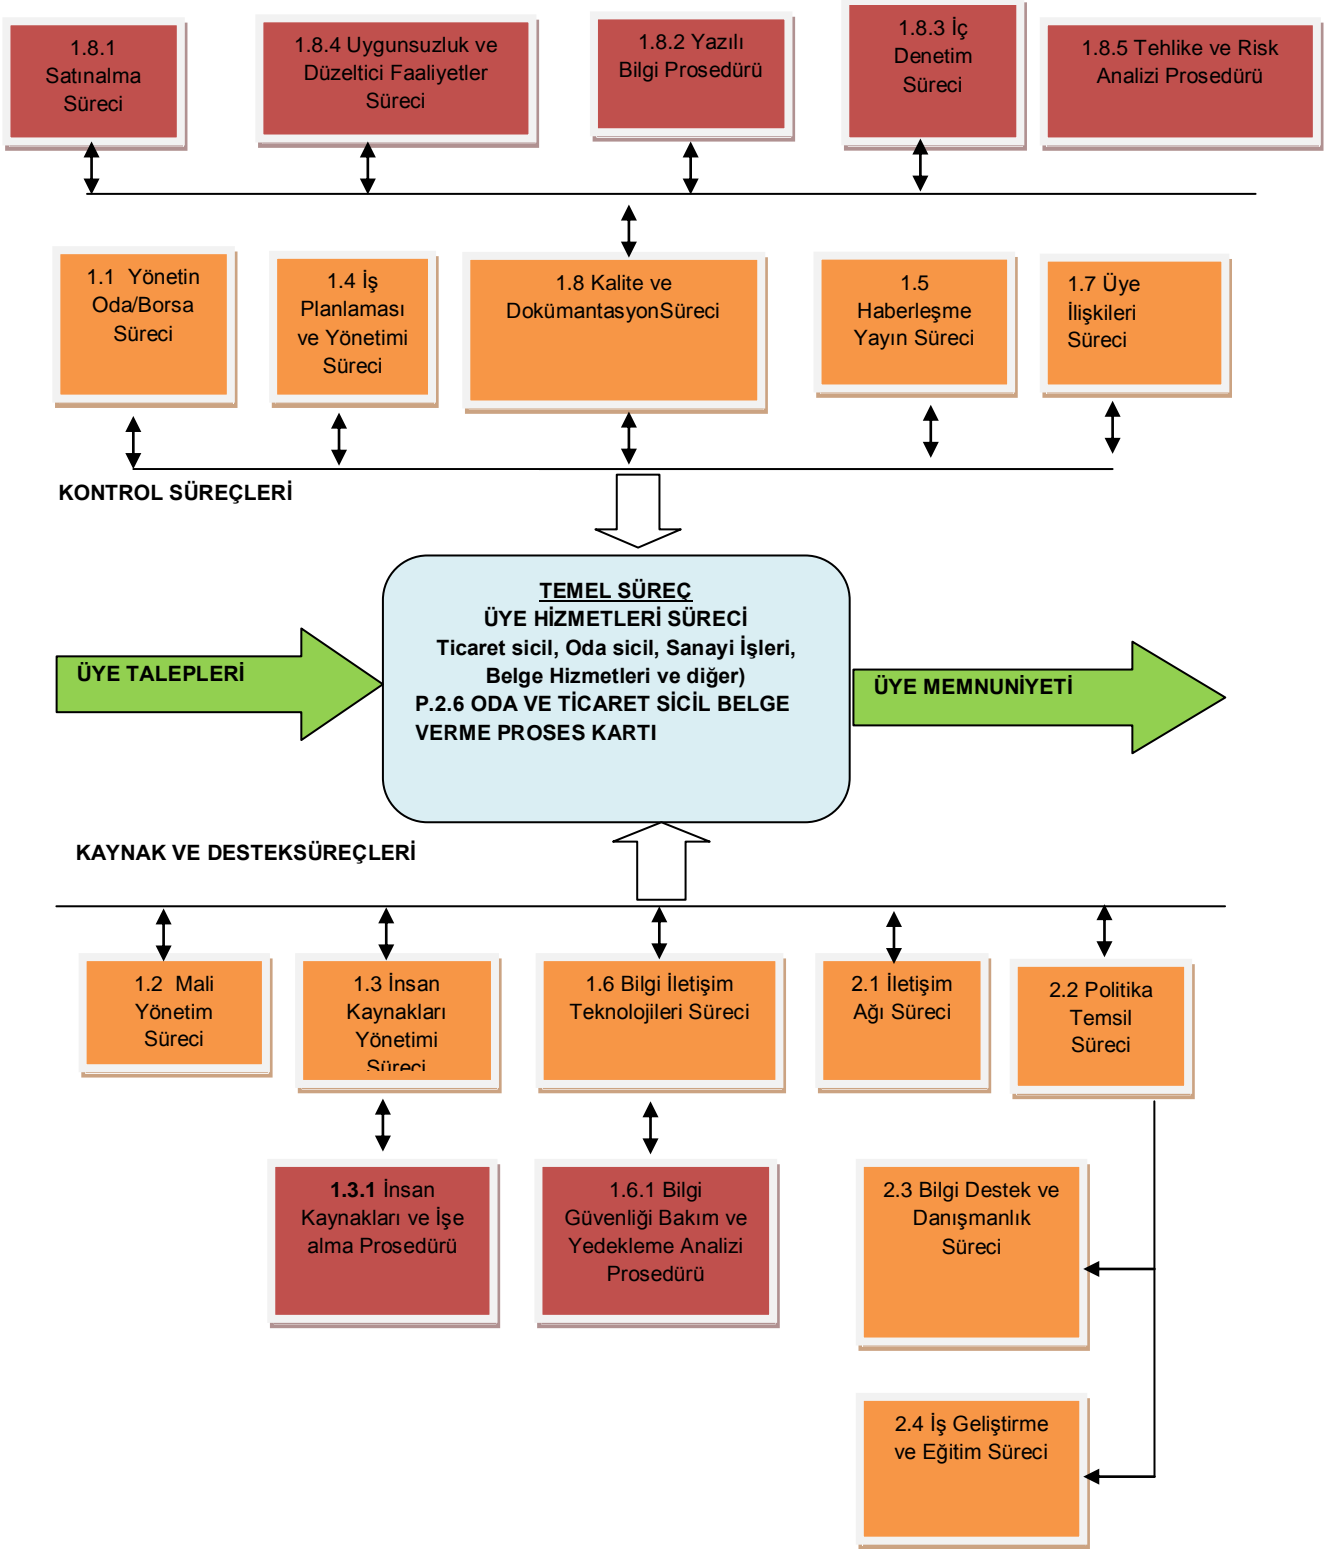 1.8.1
Satınalma
Süreci
1.8.4 Uygunsuzluk ve
Düzeltici Faaliyetler
Süreci
1.8.2 Yazılı
Bilgi Prosedürü
1.8.3 İç
Denetim
Süreci
1.8.5 Tehlike ve Risk
Analizi Prosedürü
1.1 Yönetin
Oda/Borsa
Süreci
1.4 İş
Planlaması
ve Yönetimi
Süreci
1.8 Kalite ve
DokümantasyonSüreci
1.5
Haberleşme
Yayın Süreci
1.7 Üye
İlişkileri
Süreci
KONTROL SÜREÇLERİ
TEMEL SÜREÇ
ÜYE HİZMETLERİ SÜRECİ
Ticaret sicil, Oda sicil, Sanayi İşleri,
Belge Hizmetleri ve diğer)
P.2.6 ODA VE TİCARET SİCİL BELGE
VERME PROSES KARTI
ÜYE TALEPLERİ
ÜYE MEMNUNİYETİ
KAYNAK VE DESTEKSÜREÇLERİ
1.2 Mali
Yönetim
Süreci
1.3 İnsan
Kaynakları
Yönetimi
Süreci
1.6 Bilgi İletişim
Teknolojileri Süreci
2.1 İletişim
Ağı Süreci
2.2 Politika
Temsil
Süreci
1.3.1 İnsan
Kaynakları ve İşe
alma Prosedürü
1.6.1 Bilgi
Güvenliği Bakım ve
Yedekleme Analizi
Prosedürü
2.3 Bilgi Destek ve
Danışmanlık
Süreci
2.4 İş Geliştirme
ve Eğitim Süreci